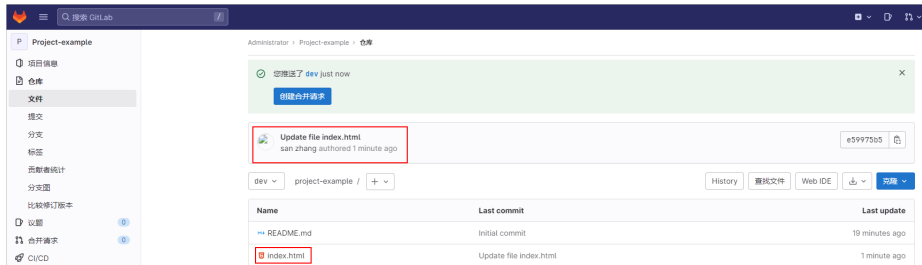 搜索 GitLab
/
P Project-example
项目信息
仓库
文件
提交
分支
标签
贡献者统计
分支图
比较修订版本
议题 0
合并请求 0
CI/CD
Administrator › Project-example › 仓库
您推送了 dev just now
创建合并请求
Update file index.html
san zhang authored 1 minute ago
e59975b5
dev project-example / +
History 查找文件 Web IDE 克隆
Name Last commit Last update
README.md Initial commit 19 minutes ago
index.html Update file index.html 1 minute ago